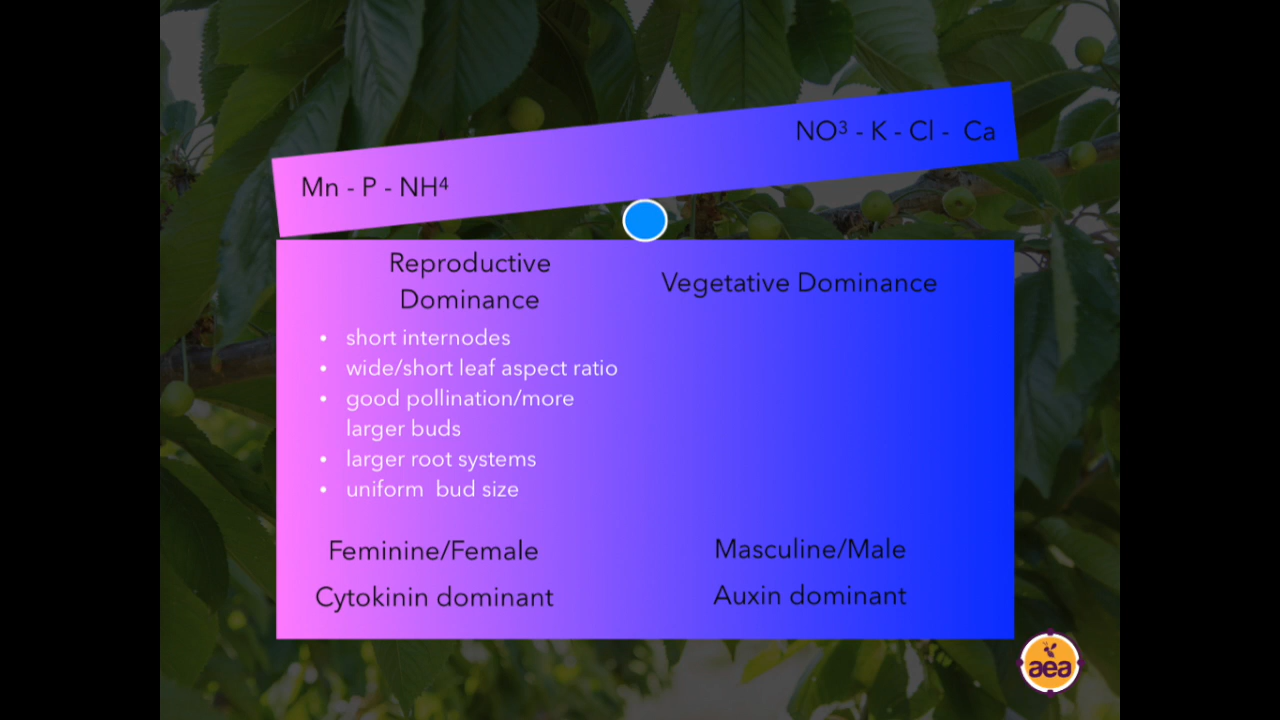 NO³ - K - Cl - Ca
Mn - P - NH⁴
Reproductive
Dominance
• short internodes
• wide/short leaf aspect ratio
• good pollination/more
larger buds
• larger root systems
• uniform bud size
Feminine/Female
Cytokinin dominant
Vegetative Dominance
Masculine/Male
Auxin dominant
aea